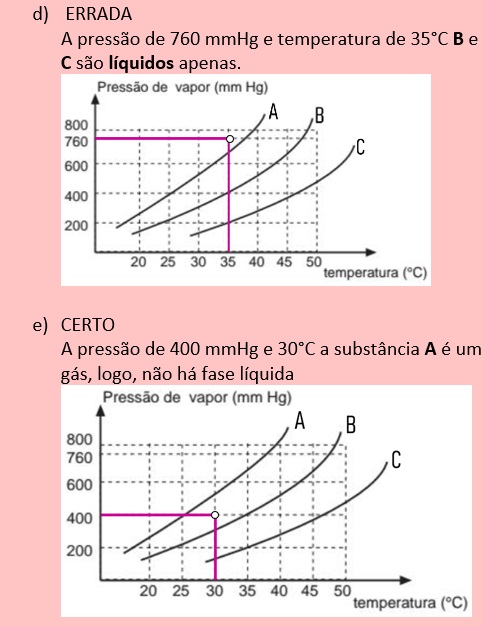 d) ERRADA
A pressão de 760 mmHg e temperatura de 35°C B e
C são líquidos apenas.
Pressão de vapor (mm Hg)
A
B
C
800
760
600
400
200
20 25 30 35 40 45 50
temperatura (°C)
e) CERTO
A pressão de 400 mmHg e 30°C a substância A é um
gás, logo, não há fase líquida
Pressão de vapor (mm Hg)
A
B
C
800
760
600
400
200
20 25 30 35 40 45 50
temperatura (°C)